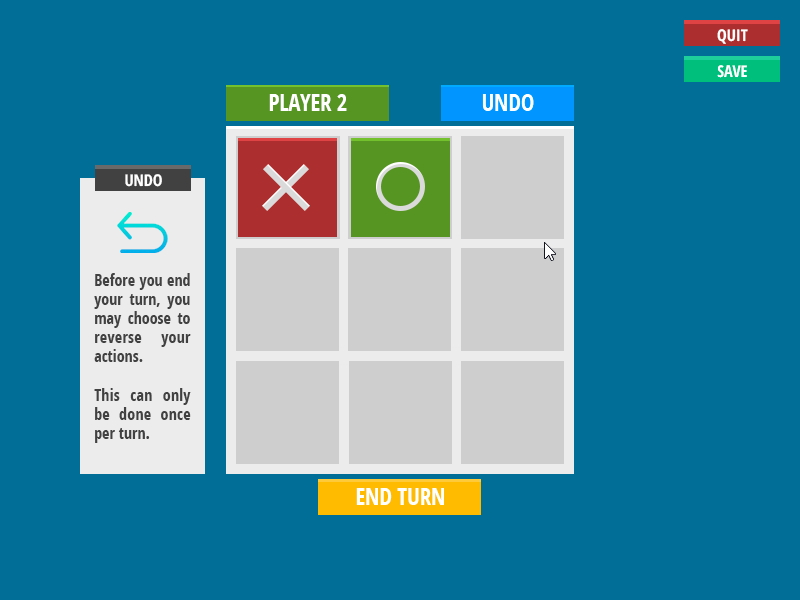 QUIT
SAVE
PLAYER 2
UNDO
UNDO
Before you end
your turn, you
may choose to
reverse your
actions.
This can only
be done once
per turn.
END TURN